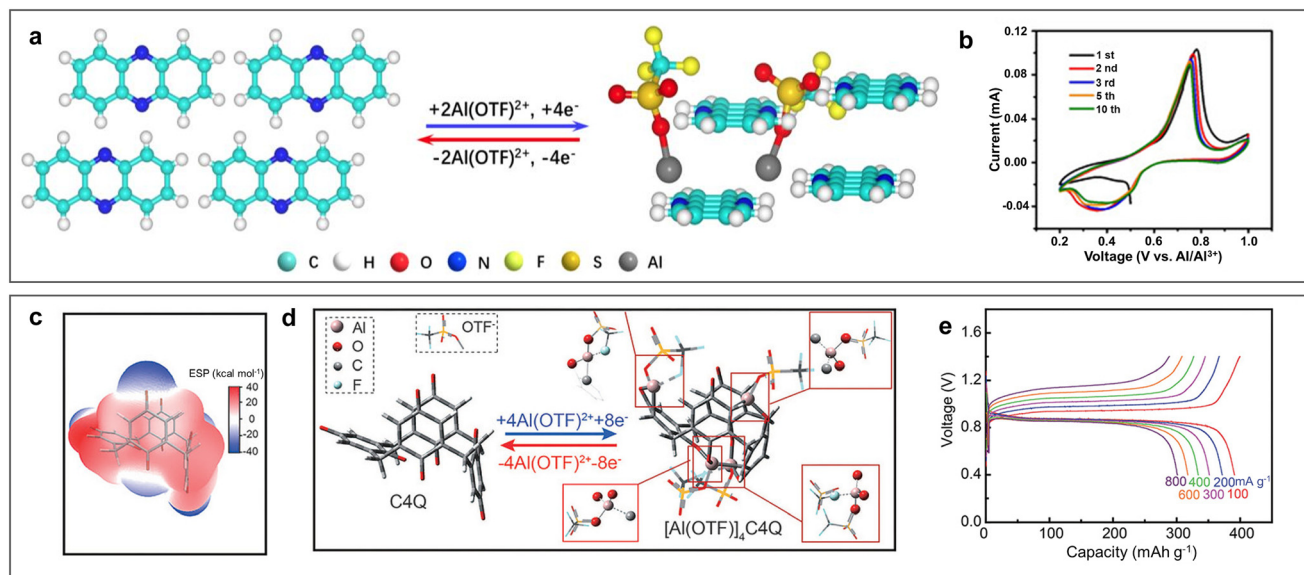 a
+2Al(OTF)²⁺, +4e⁻
-2Al(OTF)²⁺, -4e⁻
C H O N F S Al
b
1 st
2 nd
3 rd
5 th
10 th
Current (mA)
0.12
0.08
0.04
0.00
-0.04
0.2 0.4 0.6 0.8 1.0
Voltage (V vs. Al/Al³⁺)
c
ESP (kcal mol⁻¹)
40
20
0
-20
-40
d
Al
O
C
F
OTF⁻
+4Al(OTF)²⁺+8e⁻
-4Al(OTF)²⁺-8e⁻
C4Q
[Al(OTF)]₄C4Q
e
Voltage (V)
1.6
1.2
0.8
0.4
0.0
800 400 200mA g⁻¹
600 300 100
0 100 200 300 400
Capacity (mAh g⁻¹)